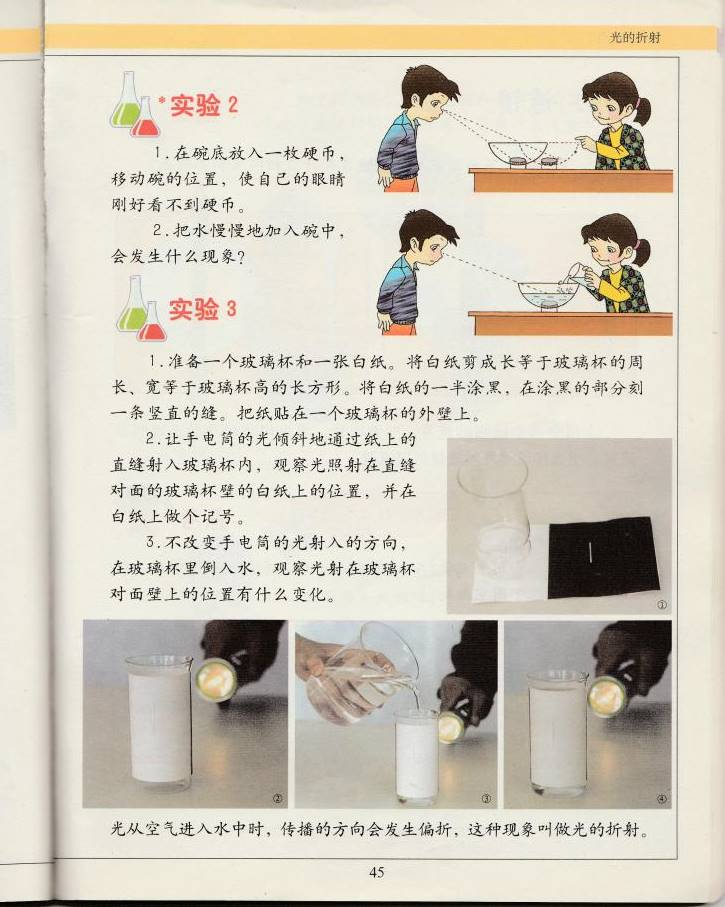 光的折射
*实验 2
1.在碗底放入一枚硬币，
移动碗的位置，使自己的眼睛
刚好看不到硬币。
2.把水慢慢地加入碗中，
会发生什么现象?
实验 3
1.准备一个玻璃杯和一张白纸。将白纸剪成长等于玻璃杯的周
长、宽等于玻璃杯高的长方形。将白纸的一半涂黑，在涂黑的部分刻
一条竖直的缝。把纸贴在一个玻璃杯的外壁上。
2.让手电筒的光倾斜地通过纸上的
直缝射入玻璃杯内，观察光照射在直缝
对面的玻璃杯壁的白纸上的位置，并在
白纸上做个记号。
3.不改变手电筒的光射入的方向，
在玻璃杯里倒入水，观察光射在玻璃杯
对面壁上的位置有什么变化。
①
②
③
④
光从空气进入水中时，传播的方向会发生偏折，这种现象叫做光的折射。
45